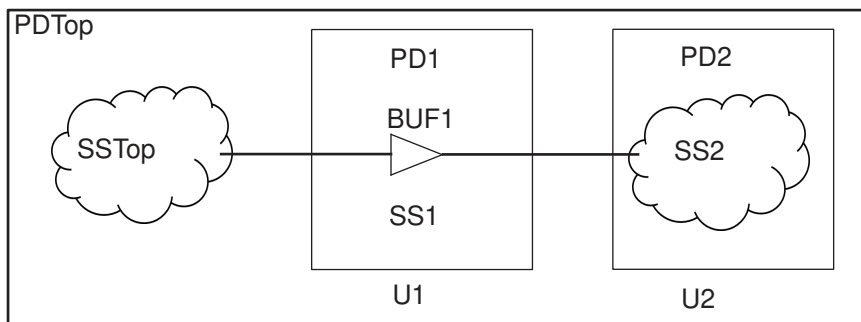 PDTop
PD1
PD2
BUF1
SSTop
SS2
SS1
U1
U2